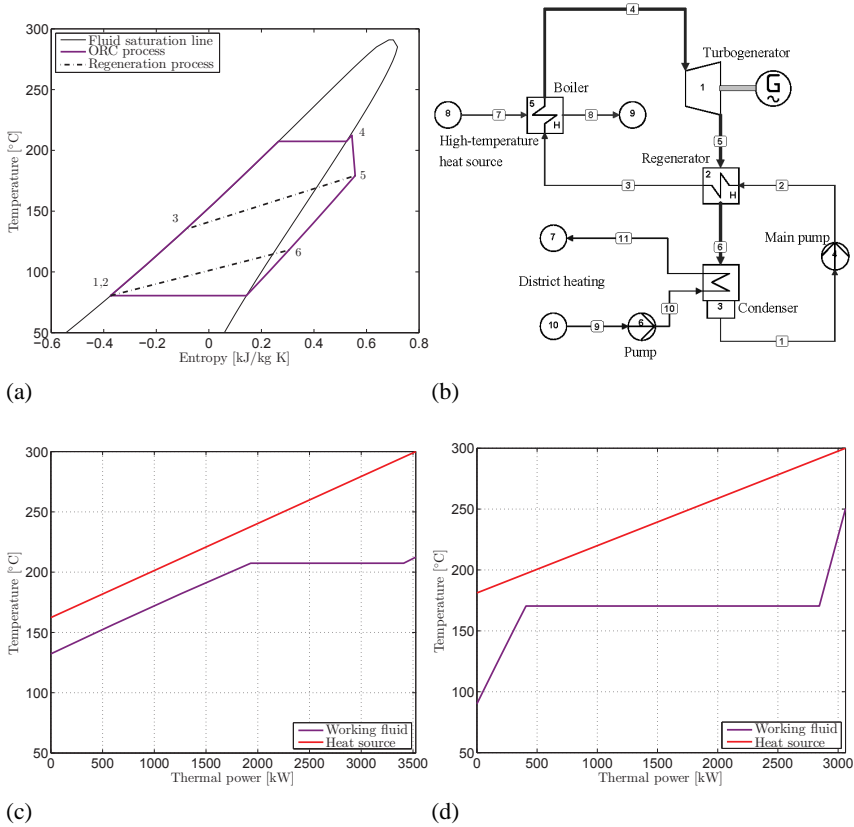 300
250
200
150
100
50
−0.6
−0.4
−0.2
0
0.2
0.4
0.6
0.8
Temperature [°C]
Entropy [kJ/kg K]
Fluid saturation line
ORC process
Regeneration process
4
5
3
6
1,2
(a)
4
Turbogenerator
1
G
~
Boiler
5
H
8
7
8
9
High-temperature
heat source
5
Regenerator
2
H
3
2
6
Main pump
4
7
11
District heating
3
Condenser
10
10
9
6
Pump
1
(b)
300
250
200
150
100
50
0
500
1000
1500
2000
2500
3000
3500
Temperature [°C]
Thermal power [kW]
Working fluid
Heat source
(c)
300
250
200
150
100
50
0
500
1000
1500
2000
2500
3000
Temperature [°C]
Thermal power [kW]
Working fluid
Heat source
(d)